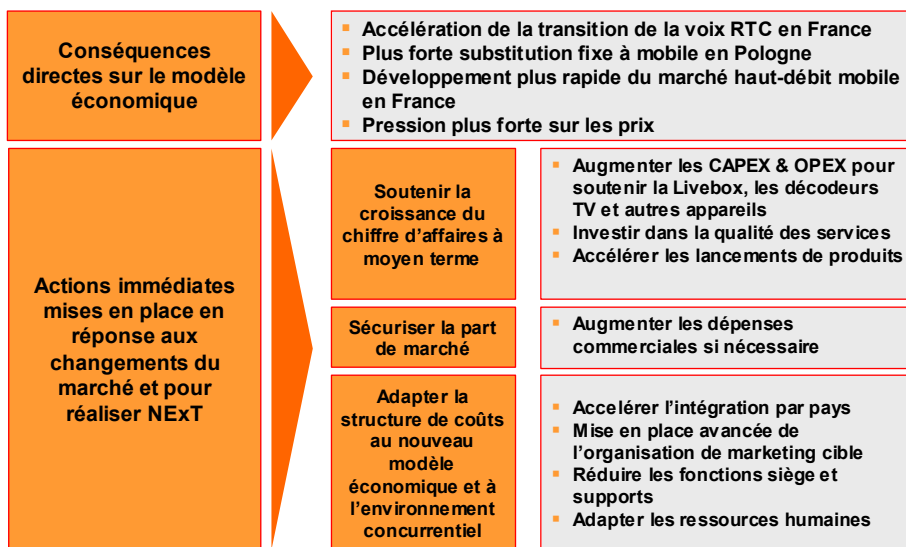 Conséquences
directes sur le modèle
économique
Accélération de la transition de la voix RTC en France
Plus forte substitution fixe à mobile en Pologne
Développement plus rapide du marché haut-débit mobile
en France
Pression plus forte sur les prix
Actions immédiates
mises en place en
réponse aux
changements du
marché et pour
réaliser NExT
Soutenir la
croissance du
chiffre d’affaires à
moyen terme
Augmenter les CAPEX & OPEX pour
soutenir la Livebox, les décodeurs
TV et autres appareils
Investir dans la qualité des services
Accélérer les lancements de produits
Sécuriser la part
de marché
Augmenter les dépenses
commerciales si nécessaire
Adapter la
structure de coûts
au nouveau
modèle
économique et à
l’environnement
concurrentiel
Accelérer l’intégration par pays
Mise en place avancée de
l’organisation de marketing cible
Réduire les fonctions siège et
supports
Adapter les ressources humaines